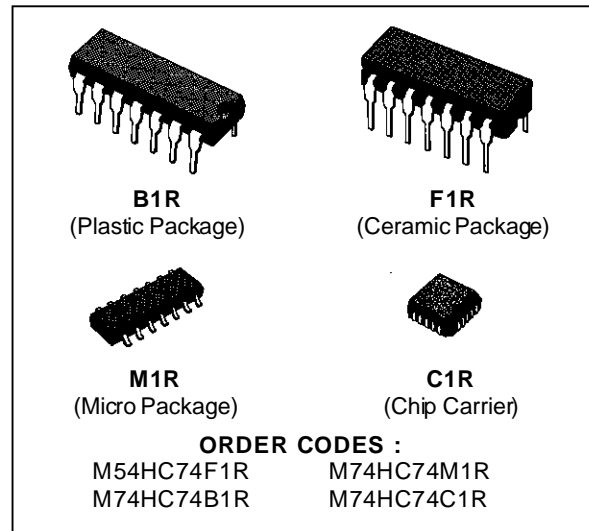 B1R
(Plastic Package)
F1R
(Ceramic Package)
M1R
(Micro Package)
C1R
(Chip Carrier)
ORDER CODES :
M54HC74F1R M74HC74M1R
M74HC74B1R M74HC74C1R